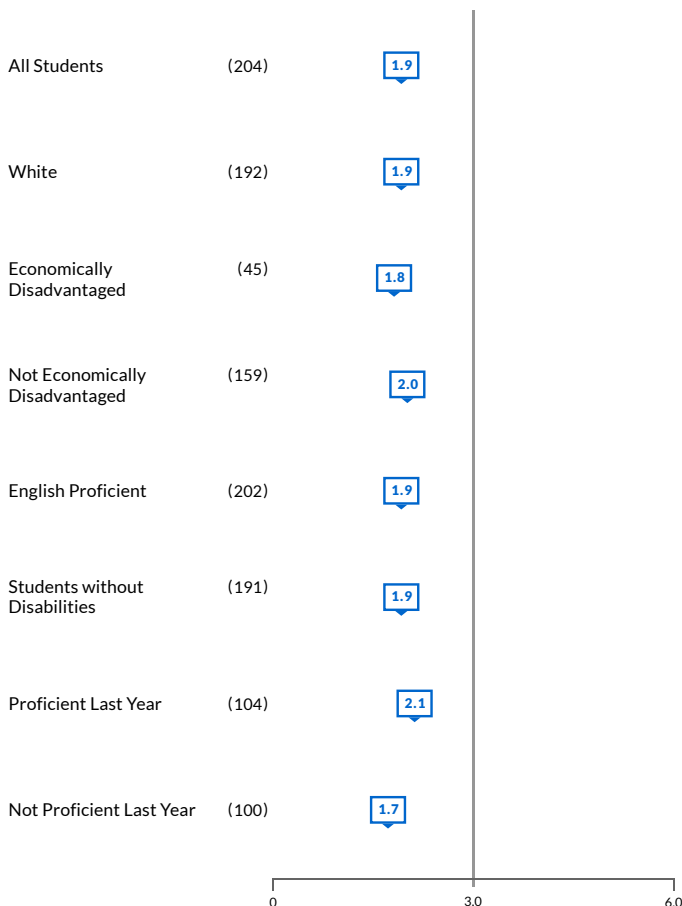 All Students (204) 1.9
White (192) 1.9
Economically (45)
Disadvantaged
1.8
Not Economically (159)
Disadvantaged
2.0
English Proficient (202) 1.9
Students without (191)
Disabilities
1.9
Proficient Last Year (104) 2.1
Not Proficient Last Year (100) 1.7
0 3.0 6.0